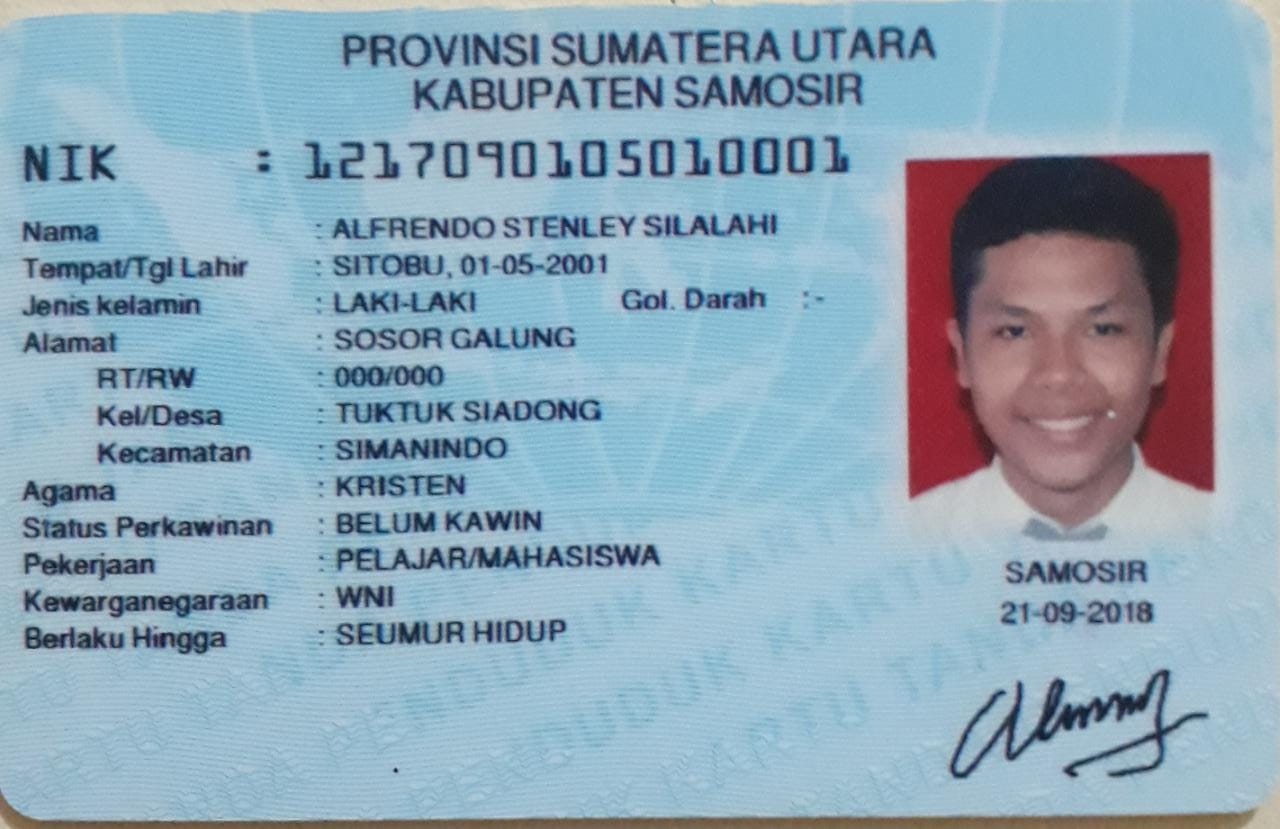 PROVINSI SUMATERA UTARA
KABUPATEN SAMOSIR
NIK : 1217090105010001
Nama : ALFRENDO STENLEY SILALAHI
Tempat/Tgl Lahir : SITOBU, 01-05-2001
Jenis kelamin : LAKI-LAKI Gol. Darah : -
Alamat : SOSOR GALUNG
RT/RW : 000/000
Kel/Desa : TUKTUK SIADONG
Kecamatan : SIMANINDO
Agama : KRISTEN
Status Perkawinan : BELUM KAWIN
Pekerjaan : PELAJAR/MAHASISWA
Kewarganegaraan : WNI
Berlaku Hingga : SEUMUR HIDUP
SAMOSIR
21-09-2018